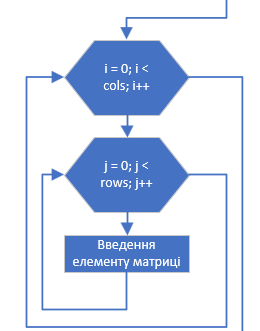 i = 0; i <
cols; i++
j = 0; j <
rows; j++
Введення
елементу матриці